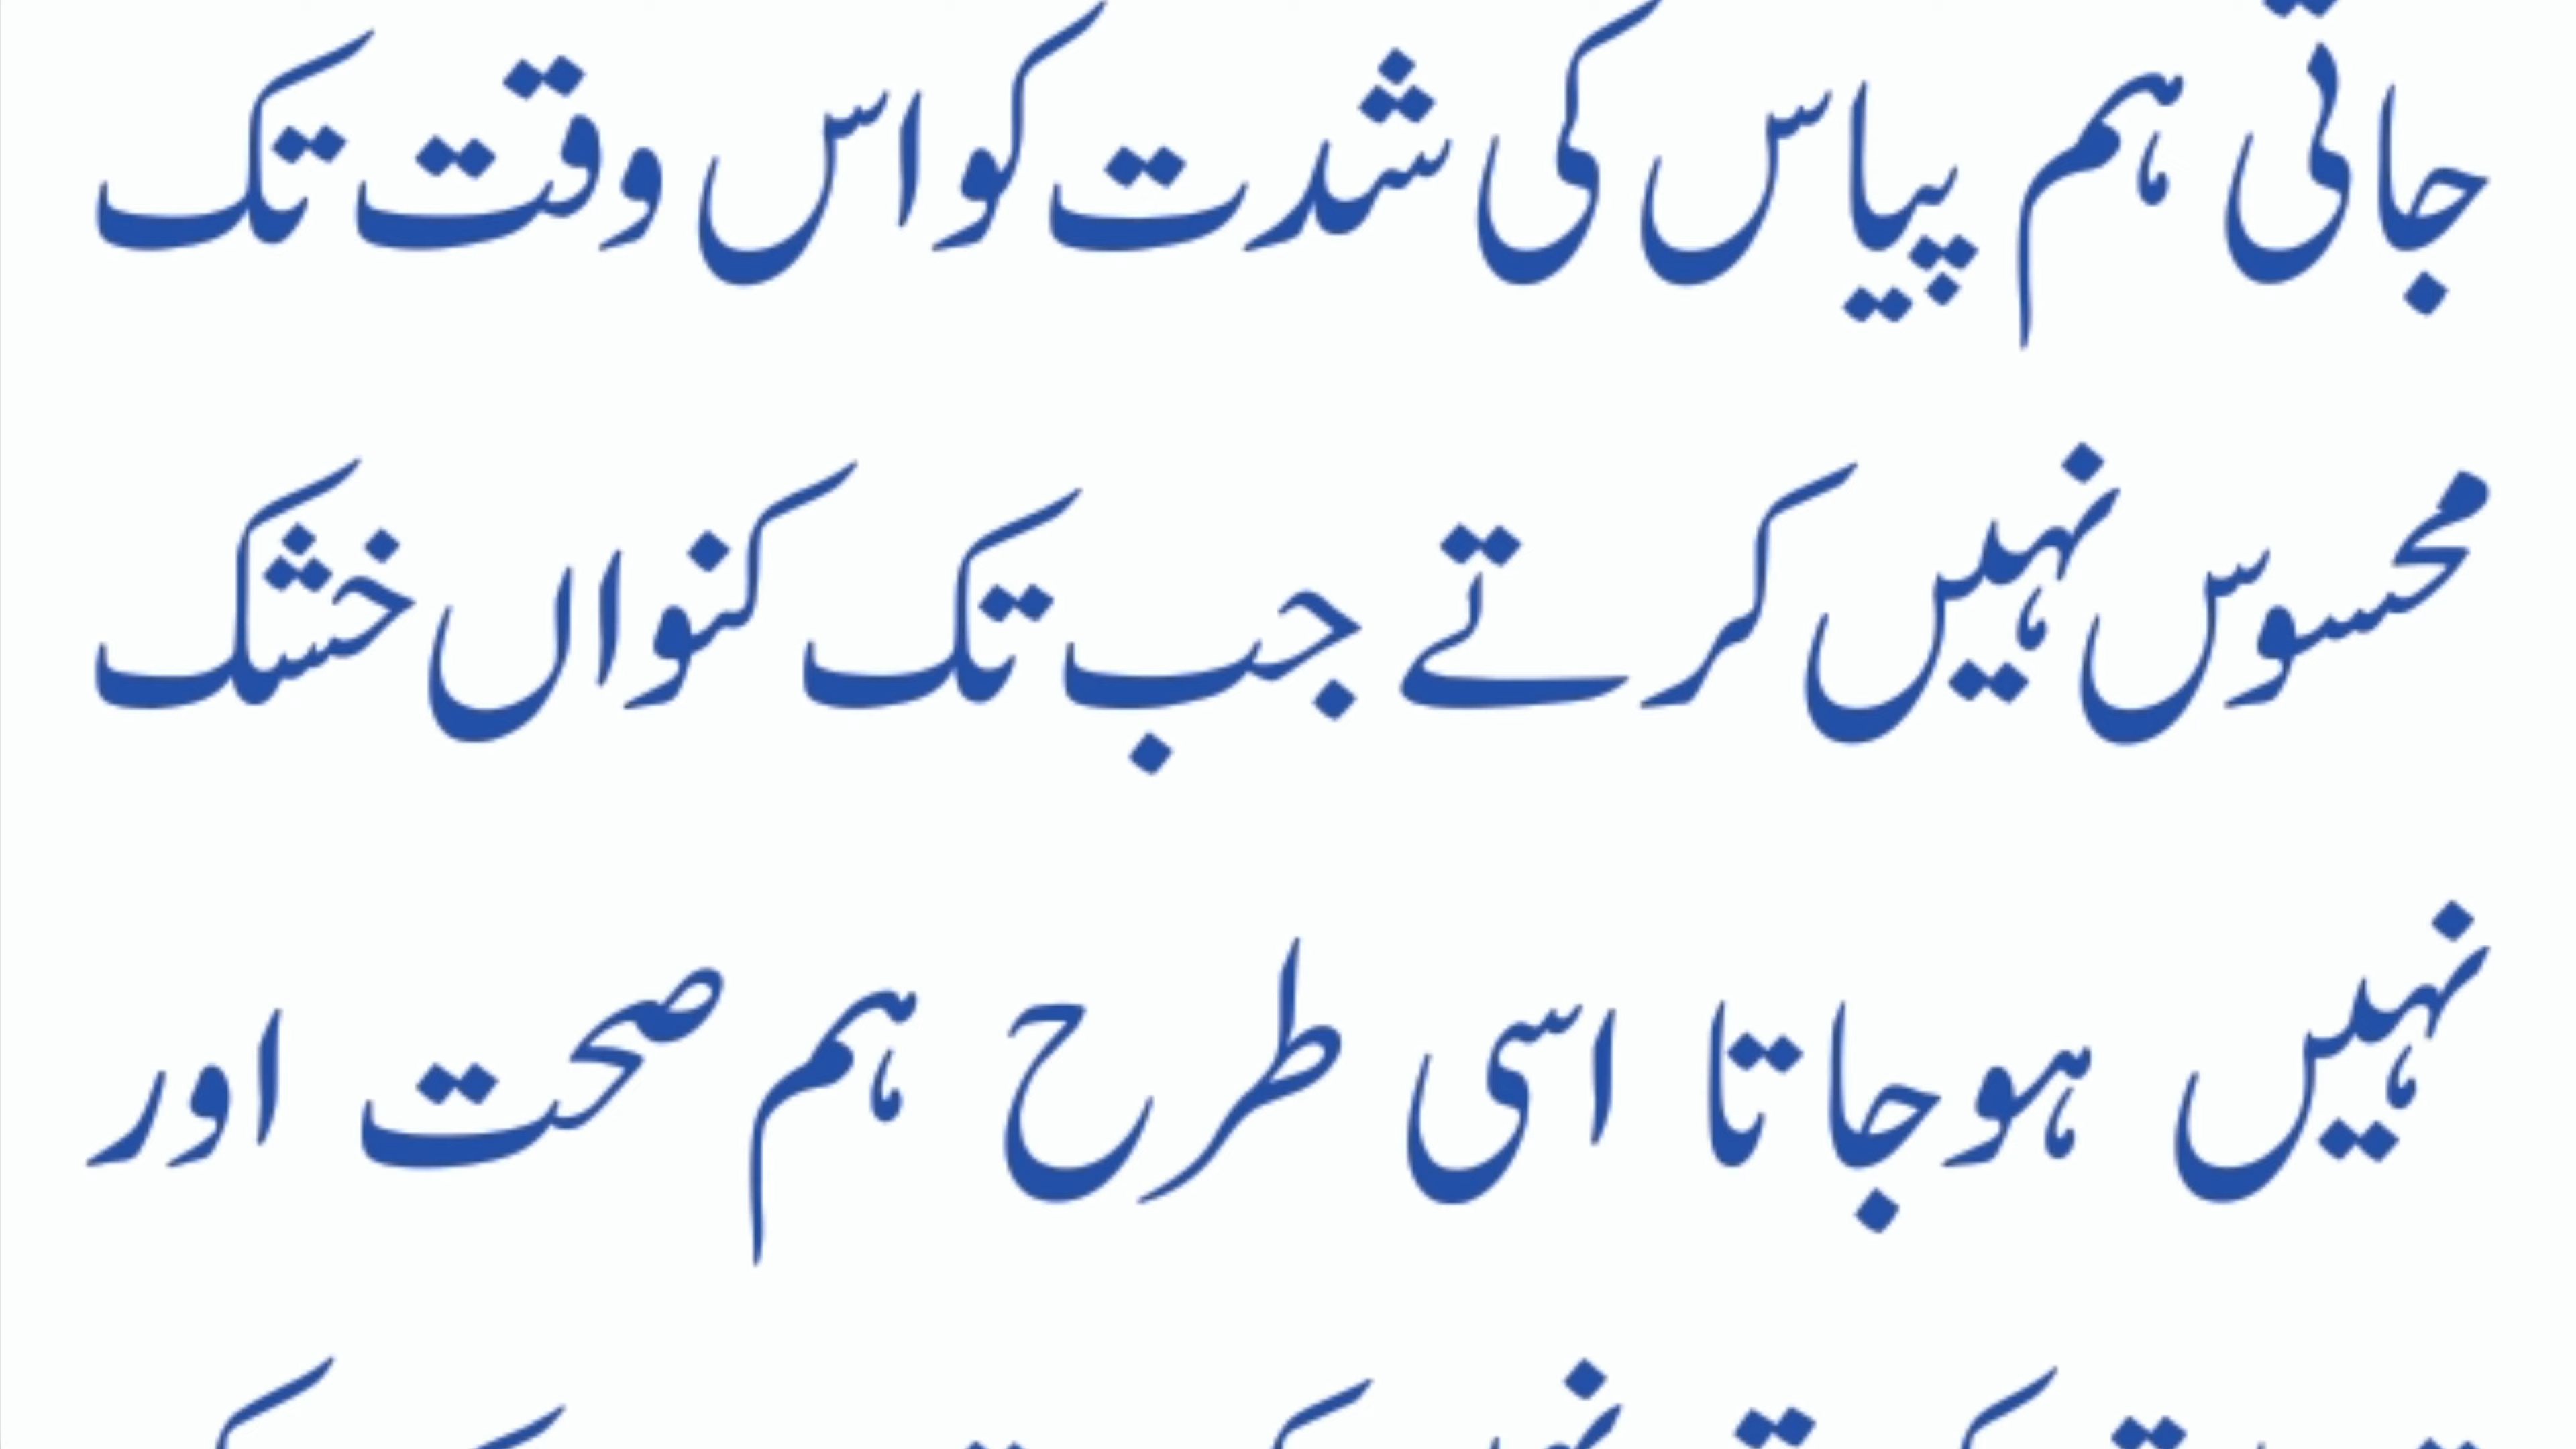 جاتی ہم پیاس کی شدت کو اس وقت تک
محسوس نہیں کرتے جب تک کنواں خشک
نہیں ہو جاتا اسی طرح ہم صحت اور